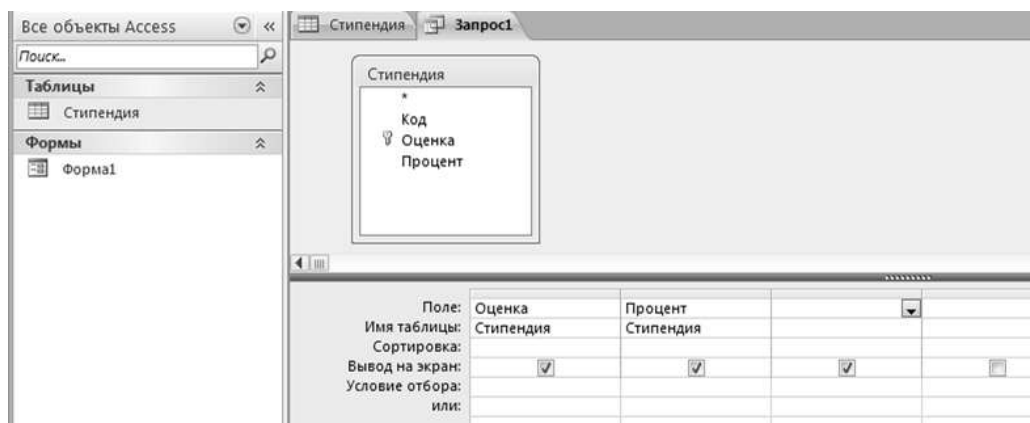 Все объекты Access
Поиск...
Таблицы
Стипендия
Формы
Форма1
Стипендия
Запрос1
Стипендия
*
Код
Оценка
Процент
Поле: Оценка Процент
Имя таблицы: Стипендия Стипендия
Сортировка:
Вывод на экран:
Условие отбора:
или: